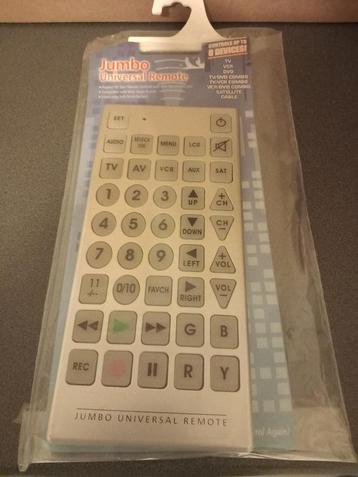 Jumbo
Universal Remote
CONTROLS UP TO
8 DEVICES!
TV
VCR
DVD
TV/DVD COMBO
TV/VCR COMBO
VCR/DVD COMBO
SATELLITE
CABLE
SET
AUDIO
MENU
LCD
TV
AV
VCR
AUX
SAT
1
2
3
UP
+
CH
4
5
6
DOWN
CH
-
7
8
9
LEFT
+
VOL
11
-/--
0/10
FAVCH
RIGHT
VOL
-
G
B
REC
R
Y
JUMBO UNIVERSAL REMOTE
Again!